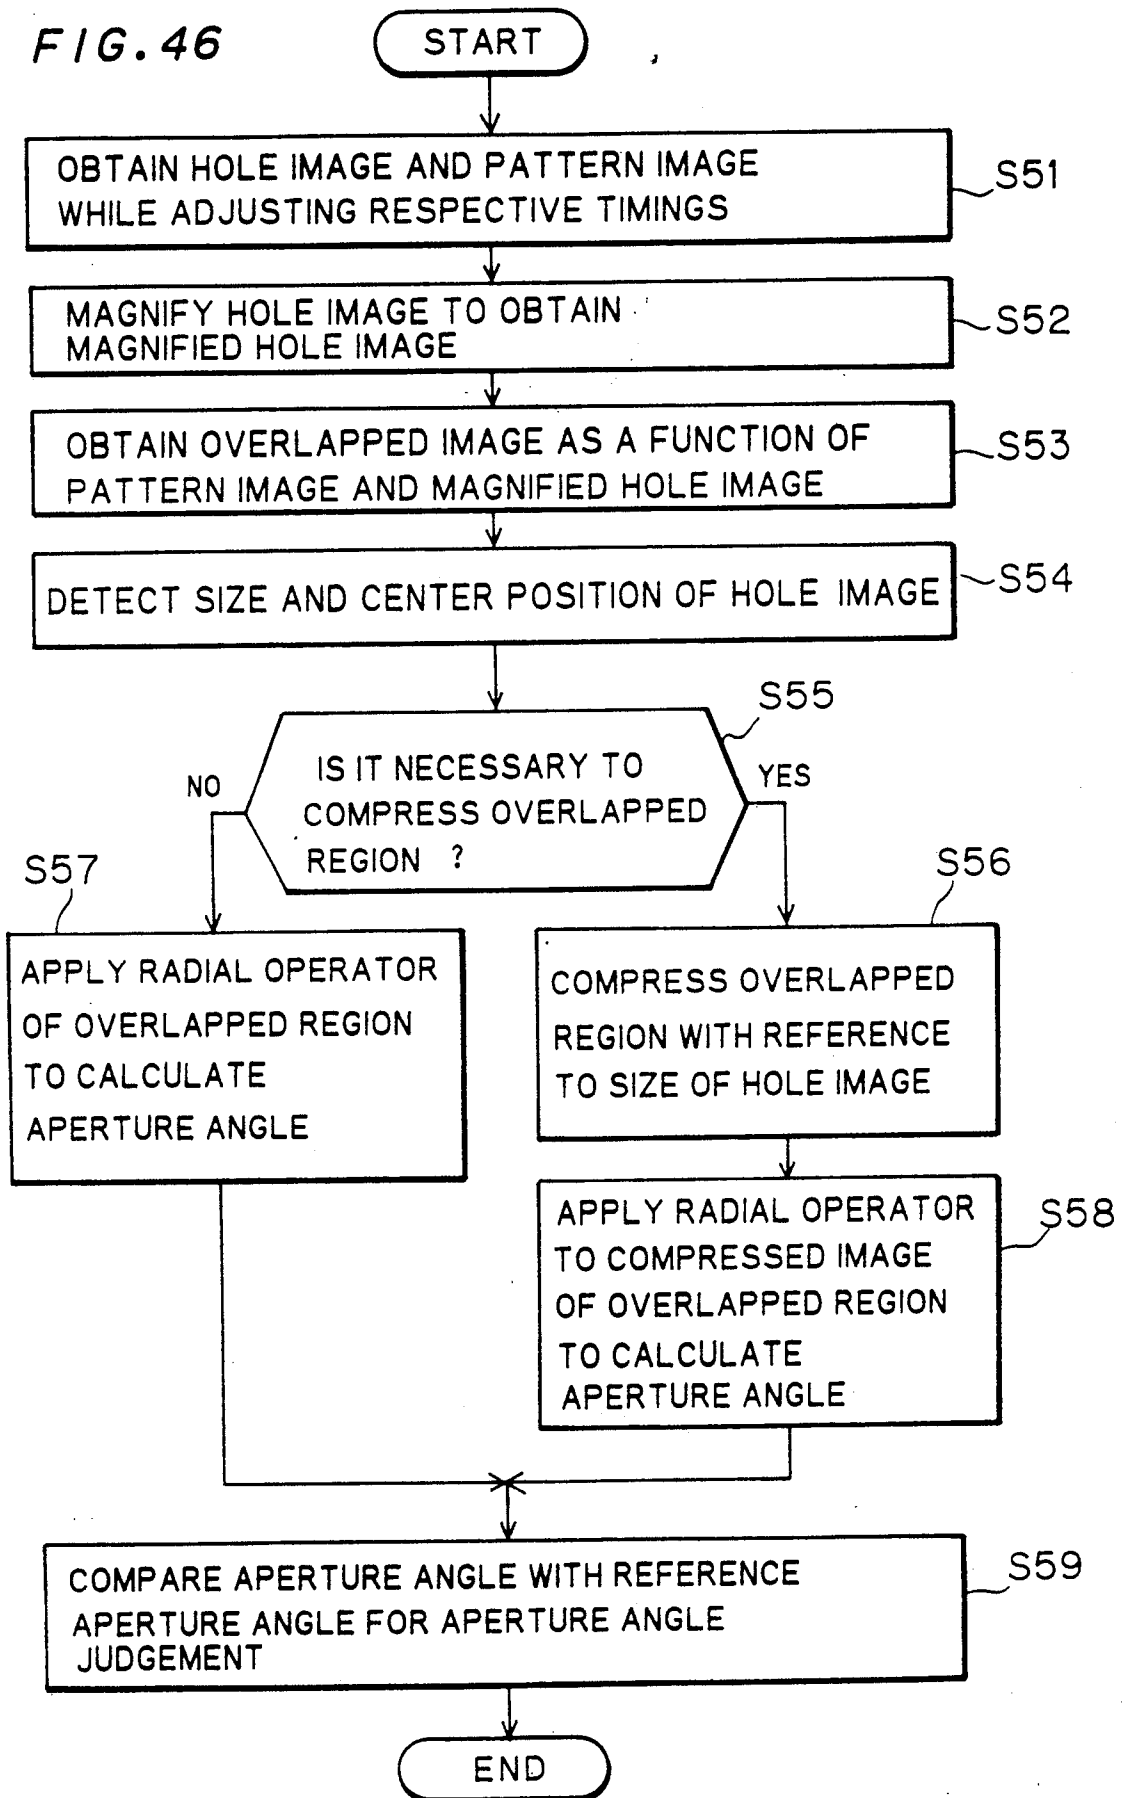 FIG. 46
START
OBTAIN HOLE IMAGE AND PATTERN IMAGE
WHILE ADJUSTING RESPECTIVE TIMINGS
S51
MAGNIFY HOLE IMAGE TO OBTAIN
MAGNIFIED HOLE IMAGE
S52
OBTAIN OVERLAPPED IMAGE AS A FUNCTION OF
PATTERN IMAGE AND MAGNIFIED HOLE IMAGE
S53
DETECT SIZE AND CENTER POSITION OF HOLE IMAGE
S54
S55
IS IT NECESSARY TO
COMPRESS OVERLAPPED
REGION ?
NO
YES
S57
APPLY RADIAL OPERATOR
OF OVERLAPPED REGION
TO CALCULATE
APERTURE ANGLE
S56
COMPRESS OVERLAPPED
REGION WITH REFERENCE
TO SIZE OF HOLE IMAGE
APPLY RADIAL OPERATOR
TO COMPRESSED IMAGE
OF OVERLAPPED REGION
TO CALCULATE
APERTURE ANGLE
S58
COMPARE APERTURE ANGLE WITH REFERENCE
APERTURE ANGLE FOR APERTURE ANGLE
JUDGEMENT
S59
END